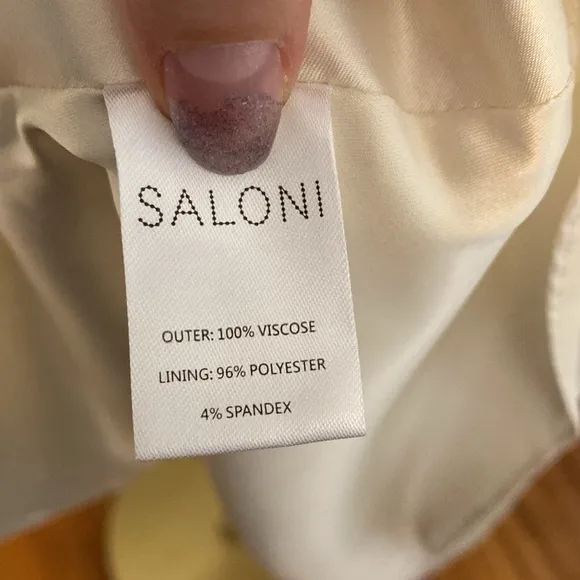 SALONI
OUTER: 100% VISCOSE
LINING: 96% POLYESTER
4% SPANDEX